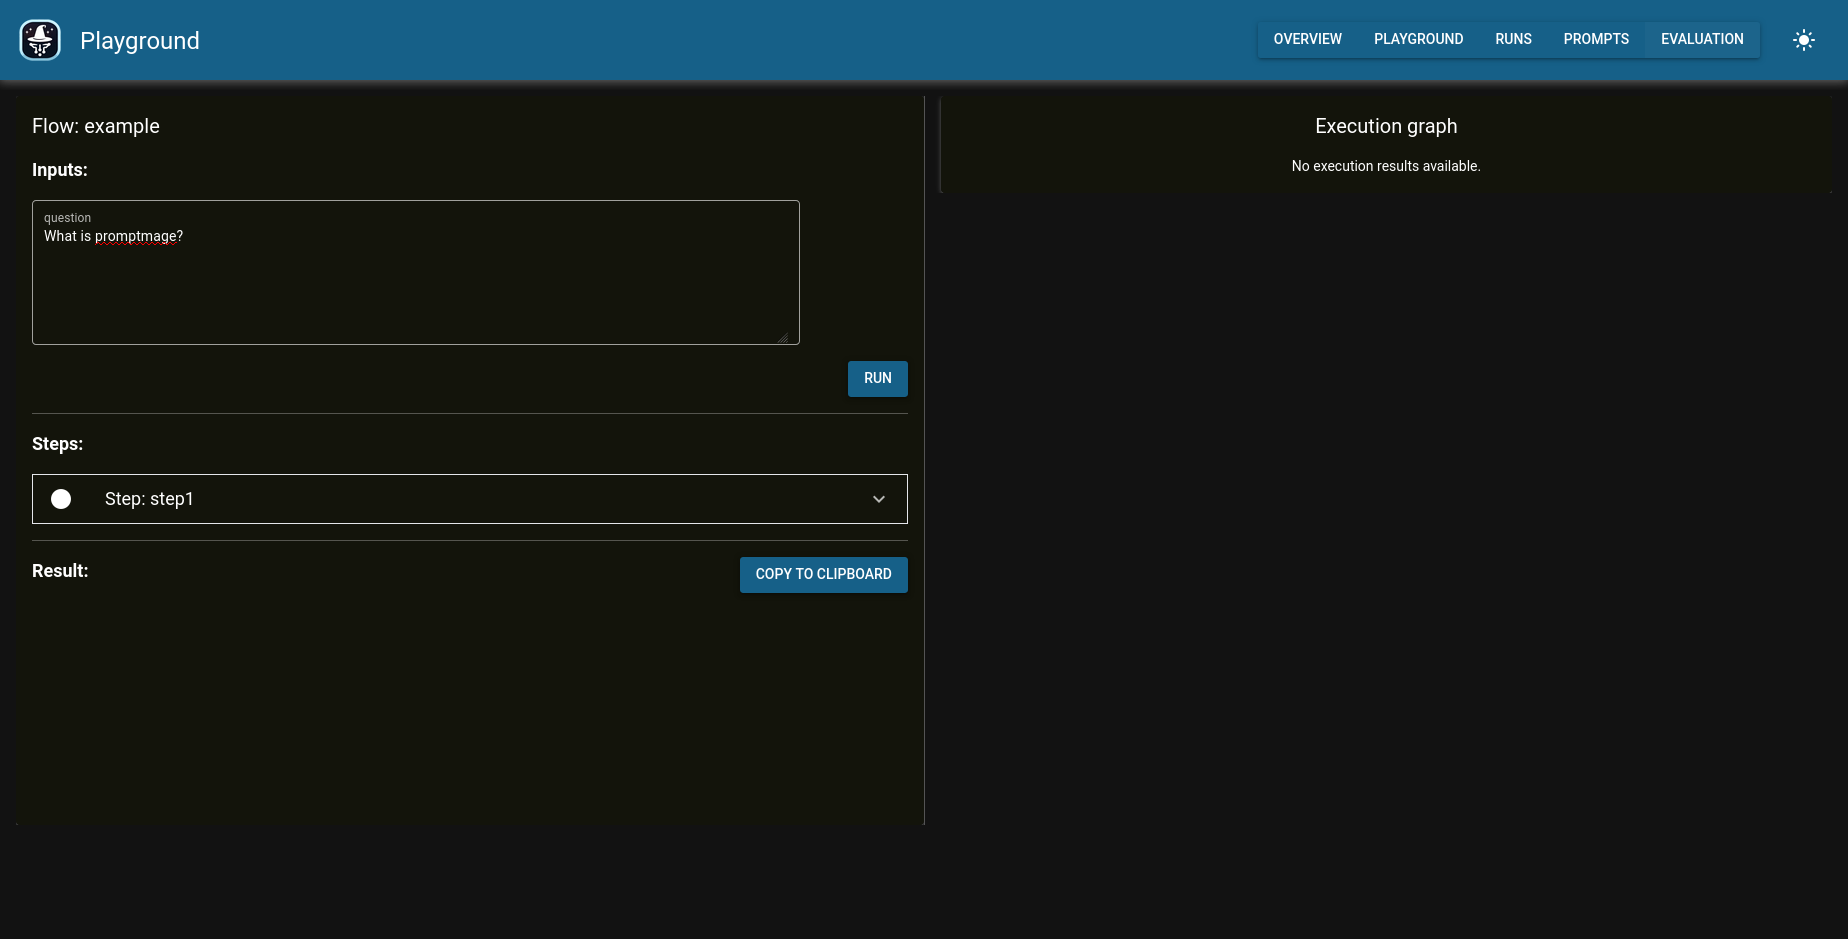 Playground
OVERVIEW PLAYGROUND RUNS PROMPTS EVALUATION
Flow: example
Inputs:
question
What is promptmage?
RUN
Steps:
Step: step1
Result:
COPY TO CLIPBOARD
Execution graph
No execution results available.